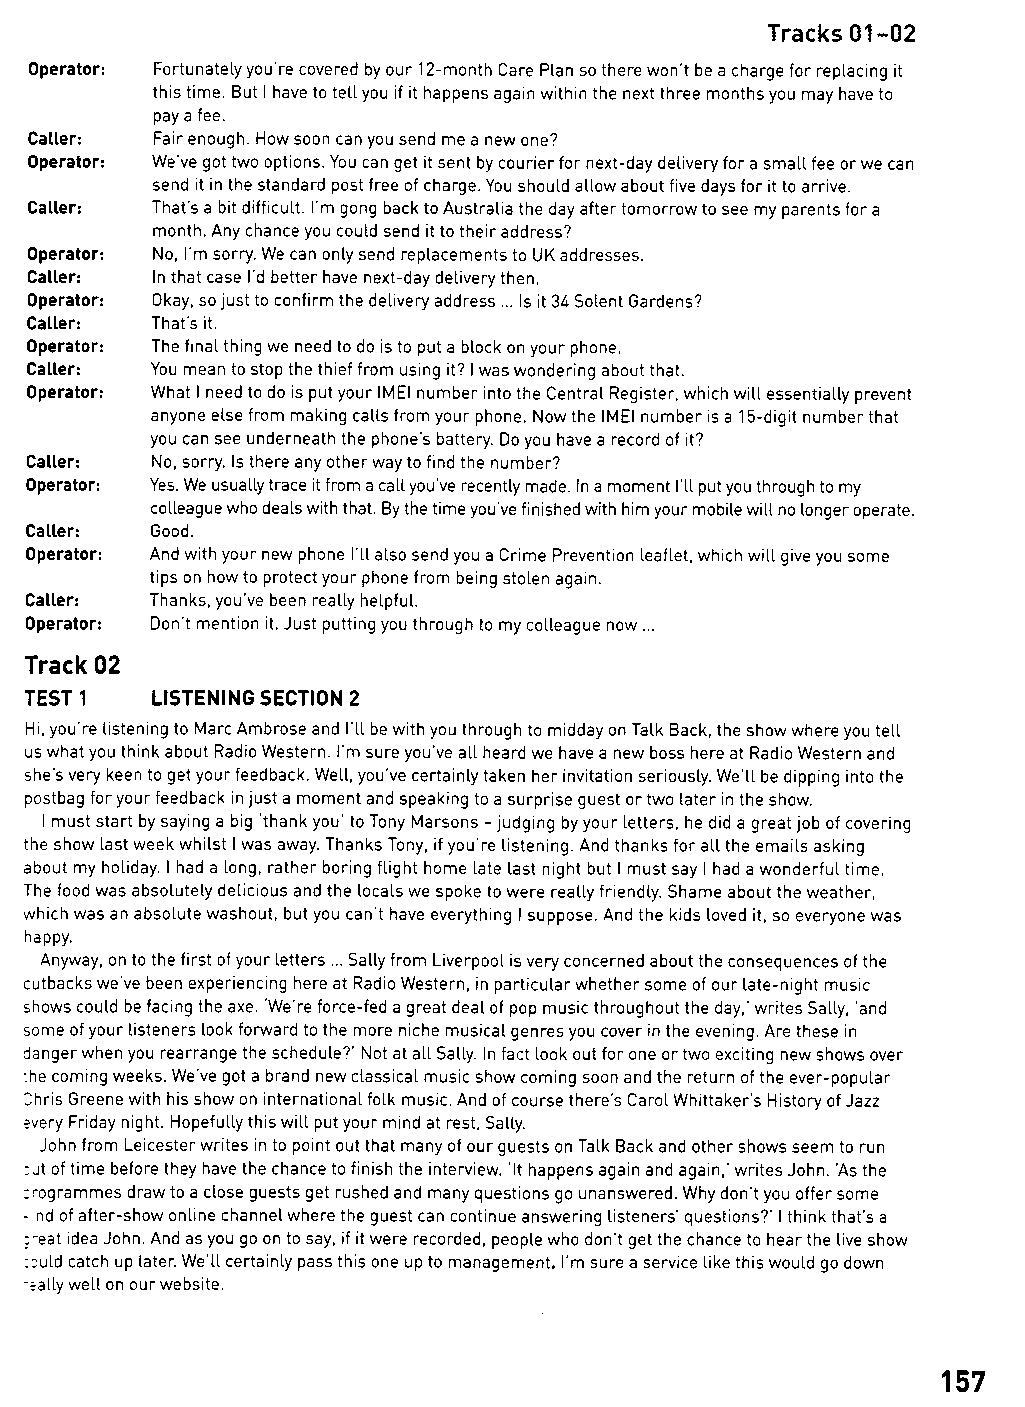 Tracks 01–02
Operator: Fortunately you're covered by our 12-month Care Plan so there won't be a charge for replacing it
this time. But I have to tell you if it happens again within the next three months you may have to
pay a fee.
Caller: Fair enough. How soon can you send me a new one?
Operator: We've got two options. You can get it sent by courier for next-day delivery for a small fee or we can
send it in the standard post free of charge. You should allow about five days for it to arrive.
Caller: That's a bit difficult. I'm gong back to Australia the day after tomorrow to see my parents for a
month. Any chance you could send it to their address?
Operator: No, I'm sorry. We can only send replacements to UK addresses.
Caller: In that case I'd better have next-day delivery then.
Operator: Okay, so just to confirm the delivery address ... Is it 34 Solent Gardens?
Caller: That's it.
Operator: The final thing we need to do is to put a block on your phone.
Caller: You mean to stop the thief from using it? I was wondering about that.
Operator: What I need to do is put your IMEI number into the Central Register, which will essentially prevent
anyone else from making calls from your phone. Now the IMEI number is a 15-digit number that
you can see underneath the phone's battery. Do you have a record of it?
Caller: No, sorry. Is there any other way to find the number?
Operator: Yes. We usually trace it from a call you've recently made. In a moment I'll put you through to my
colleague who deals with that. By the time you've finished with him your mobile will no longer operate.
Caller: Good.
Operator: And with your new phone I'll also send you a Crime Prevention leaflet, which will give you some
tips on how to protect your phone from being stolen again.
Caller: Thanks, you've been really helpful.
Operator: Don't mention it. Just putting you through to my colleague now ...
Track 02
TEST 1 LISTENING SECTION 2
Hi, you're listening to Marc Ambrose and I'll be with you through to midday on Talk Back, the show where you tell
us what you think about Radio Western. I'm sure you've all heard we have a new boss here at Radio Western and
she's very keen to get your feedback. Well, you've certainly taken her invitation seriously. We'll be dipping into the
postbag for your feedback in just a moment and speaking to a surprise guest or two later in the show.
I must start by saying a big 'thank you' to Tony Marsons – judging by your letters, he did a great job of covering
the show last week whilst I was away. Thanks Tony, if you're listening. And thanks for all the emails asking
about my holiday. I had a long, rather boring flight home late last night but I must say I had a wonderful time.
The food was absolutely delicious and the locals we spoke to were really friendly. Shame about the weather,
which was an absolute washout, but you can't have everything I suppose. And the kids loved it, so everyone was
happy.
Anyway, on to the first of your letters ... Sally from Liverpool is very concerned about the consequences of the
cutbacks we've been experiencing here at Radio Western, in particular whether some of our late-night music
shows could be facing the axe. 'We're force-fed a great deal of pop music throughout the day,' writes Sally, 'and
some of your listeners look forward to the more niche musical genres you cover in the evening. Are these in
danger when you rearrange the schedule?' Not at all Sally. In fact look out for one or two exciting new shows over
the coming weeks. We've got a brand new classical music show coming soon and the return of the ever-popular
Chris Greene with his show on international folk music. And of course there's Carol Whittaker's History of Jazz
every Friday night. Hopefully this will put your mind at rest, Sally.
John from Leicester writes in to point out that many of our guests on Talk Back and other shows seem to run
out of time before they have the chance to finish the interview. 'It happens again and again,' writes John. 'As the
programmes draw to a close guests get rushed and many questions go unanswered. Why don't you offer some
kind of after-show online channel where the guest can continue answering listeners' questions?' I think that's a
great idea John. And as you go on to say, if it were recorded, people who don't get the chance to hear the live show
could catch up later. We'll certainly pass this one up to management. I'm sure a service like this would go down
really well on our website.
157